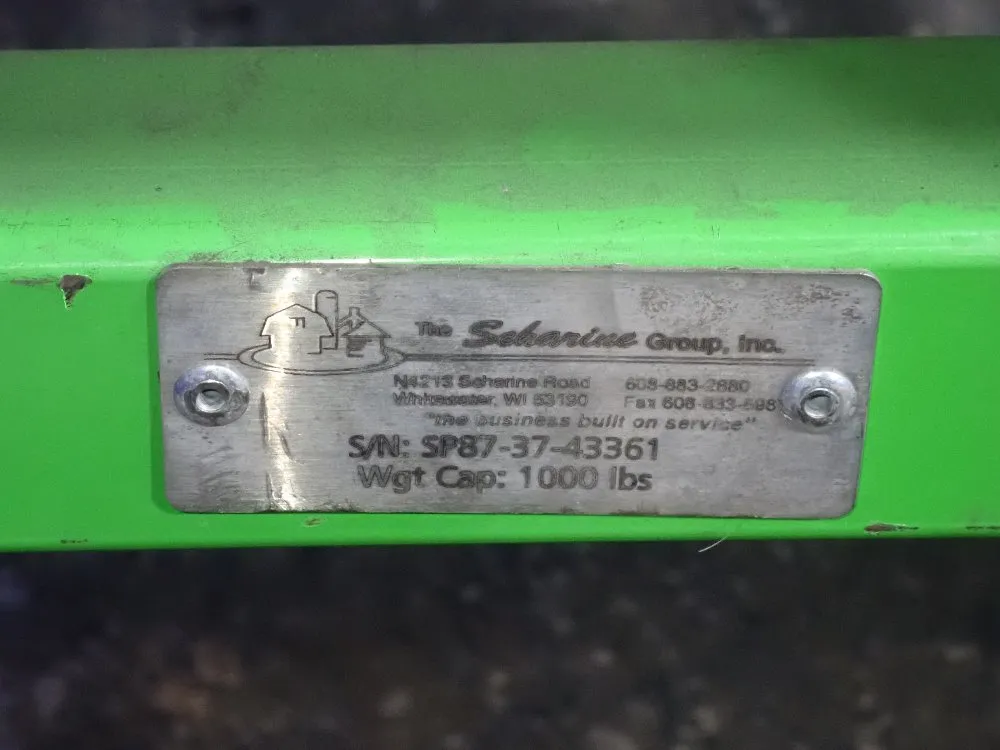 The Scharine Group, Inc.
N4213 Scharine Road 608-883-2880
Whitewater, WI 53190 Fax 608-883-
"the business built on service"
S/N: SP87-37-43361
Wgt Cap: 1000 lbs